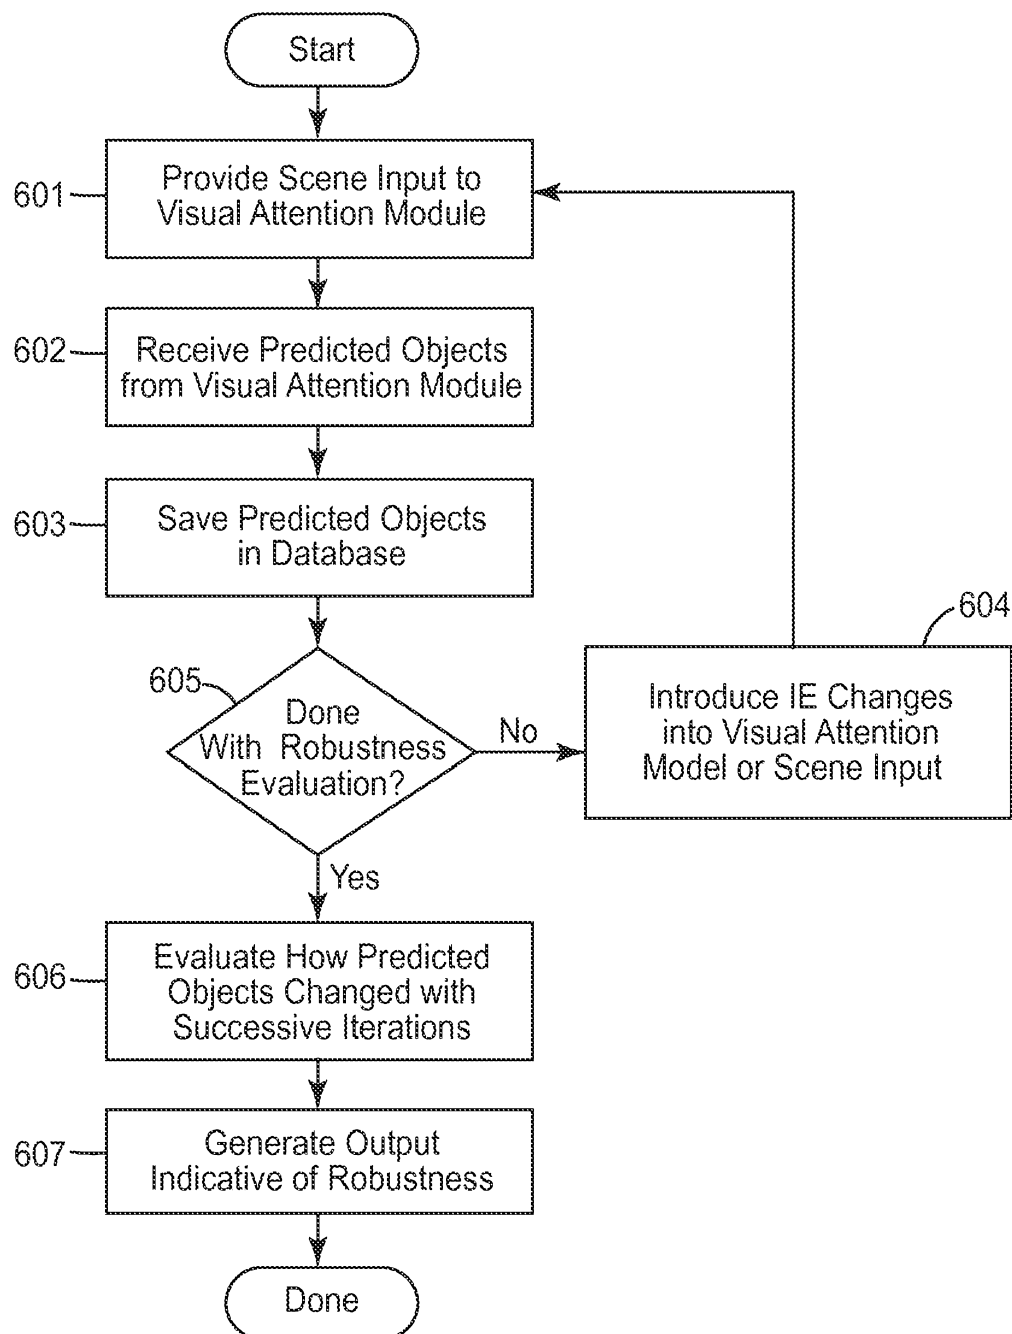 Start
601
Provide Scene Input to
Visual Attention Module
602
Receive Predicted Objects
from Visual Attention Module
603
Save Predicted Objects
in Database
604
Introduce IE Changes
into Visual Attention
Model or Scene Input
605
Done
With Robustness
Evaluation?
No
Yes
606
Evaluate How Predicted
Objects Changed with
Successive Iterations
607
Generate Output
Indicative of Robustness
Done